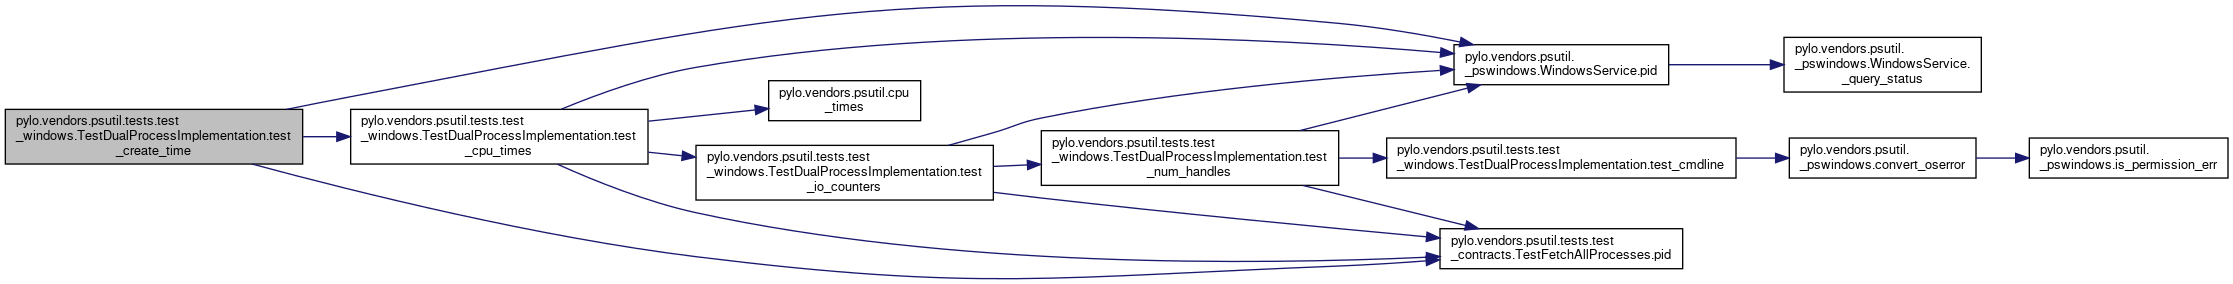 pylo.vendors.psutil.tests.test
_windows.TestDualProcessImplementation.test
_create_time
pylo.vendors.psutil.tests.test
_windows.TestDualProcessImplementation.test
_cpu_times
pylo.vendors.psutil.cpu
_times
pylo.vendors.psutil.tests.test
_windows.TestDualProcessImplementation.test
_io_counters
pylo.vendors.psutil.tests.test
_windows.TestDualProcessImplementation.test
_num_handles
pylo.vendors.psutil.
_pswindows.WindowsService.pid
pylo.vendors.psutil.
_pswindows.WindowsService.
_query_status
pylo.vendors.psutil.tests.test
_windows.TestDualProcessImplementation.test_cmdline
pylo.vendors.psutil.
_pswindows.convert_oserror
pylo.vendors.psutil.
_pswindows.is_permission_err
pylo.vendors.psutil.tests.test
_contracts.TestFetchAllProcesses.pid